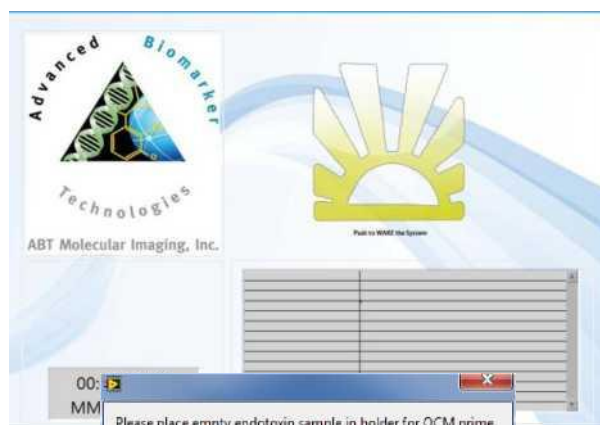 Advanced Biomarker
Technologies
ABT Molecular Imaging, Inc.
Push to WAKE the System
00:
MM
Please place empty endotoxin sample in holder for QCM prime